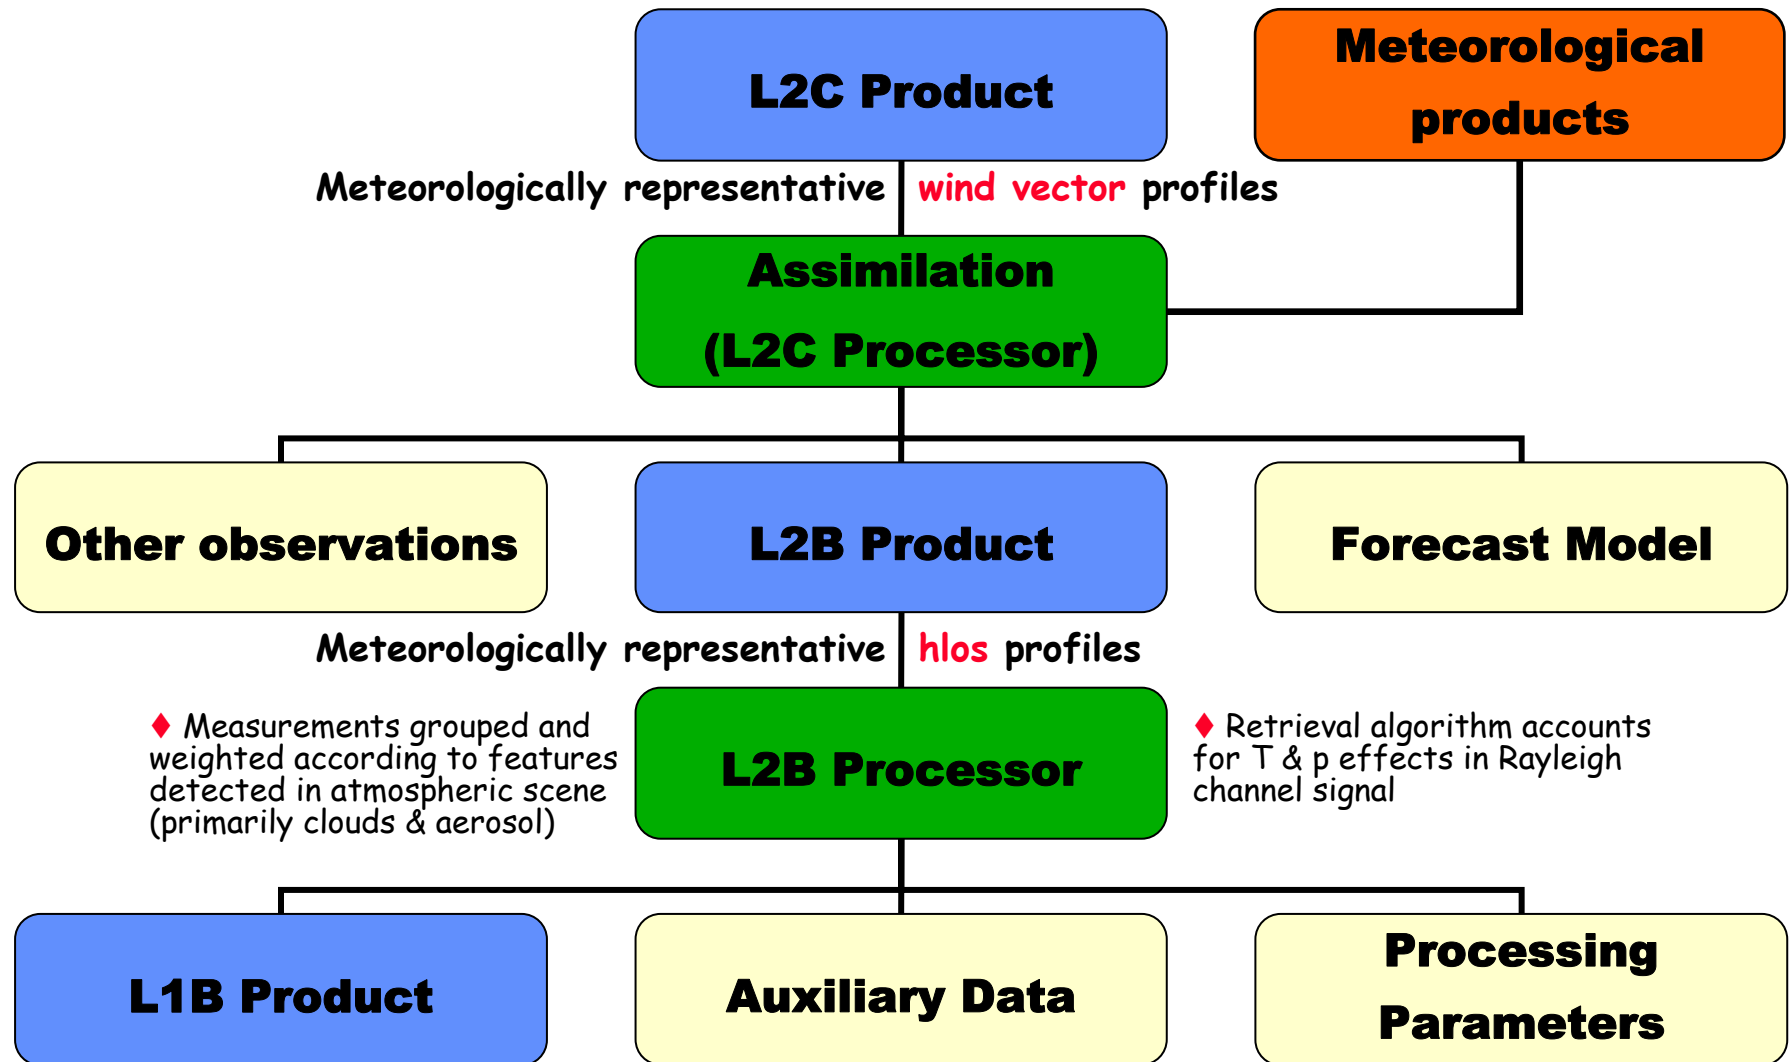 L2C Product
Meteorological
products
Meteorologically representative wind vector profiles
Assimilation
(L2C Processor)
Other observations
L2B Product
Forecast Model
Meteorologically representative hlos profiles
♦ Measurements grouped and
weighted according to features
detected in atmospheric scene
(primarily clouds & aerosol)
L2B Processor
♦ Retrieval algorithm accounts
for T & p effects in Rayleigh
channel signal
L1B Product
Auxiliary Data
Processing
Parameters